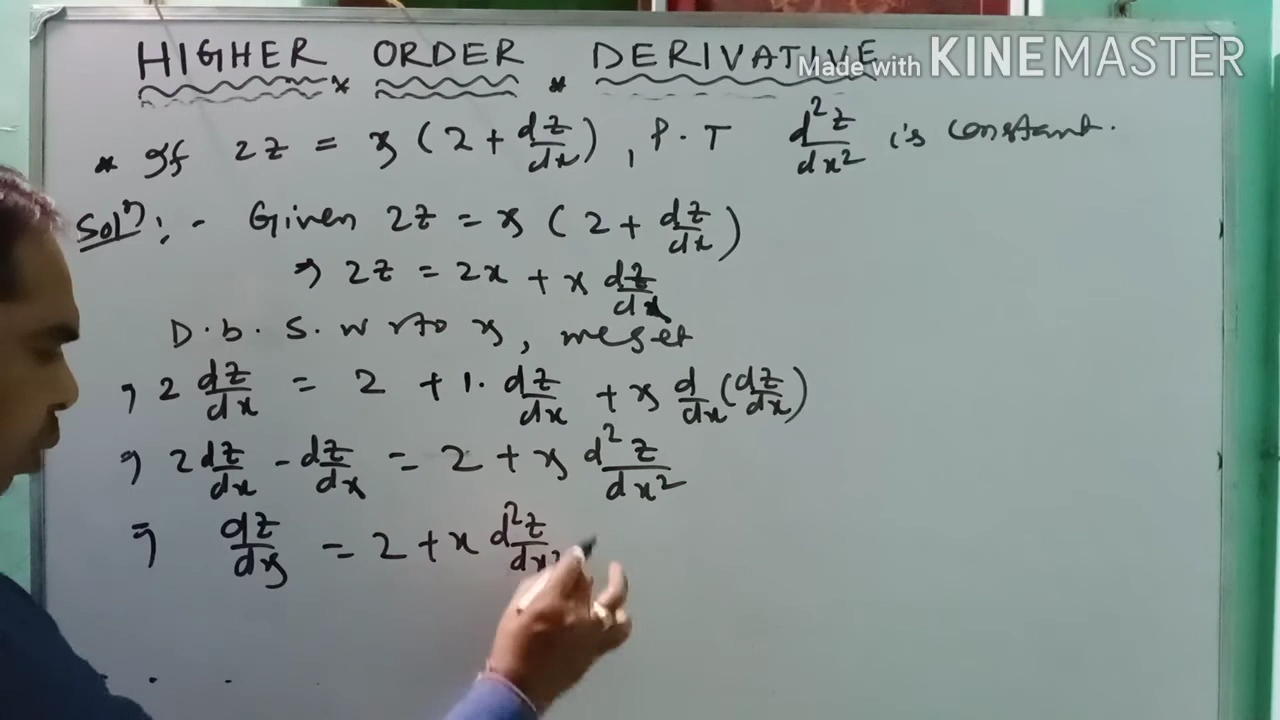 HIGHER ORDER DERIVATIVE
Made with KINEMASTER
* If 2z = x (2 + dz/dx), P.T d²z/dx² is constant.
Solⁿ :- Given 2z = x (2 + dz/dx)
⇒ 2z = 2x + x dz/dx
D.b.S. w r to x, we get
⇒ 2 dz/dx = 2 + 1. dz/dx + x d/dx (dz/dx)
⇒ 2 dz/dx - dz/dx = 2 + x d²z/dx²
⇒ dz/dx = 2 + x d²z/dx²